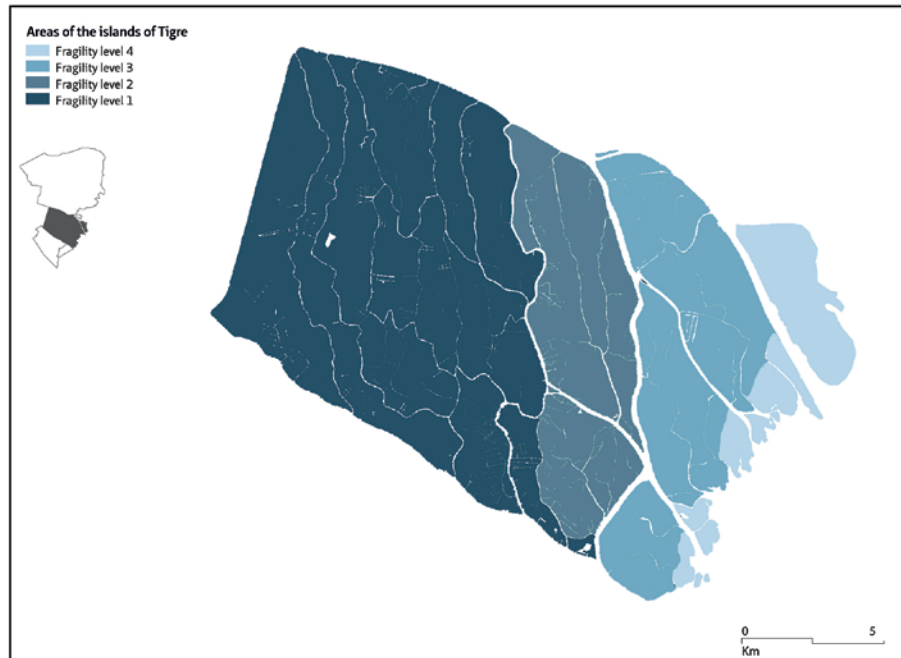 Areas of the islands of Tigre
Fragility level 4
Fragility level 3
Fragility level 2
Fragility level 1
0 5
Km